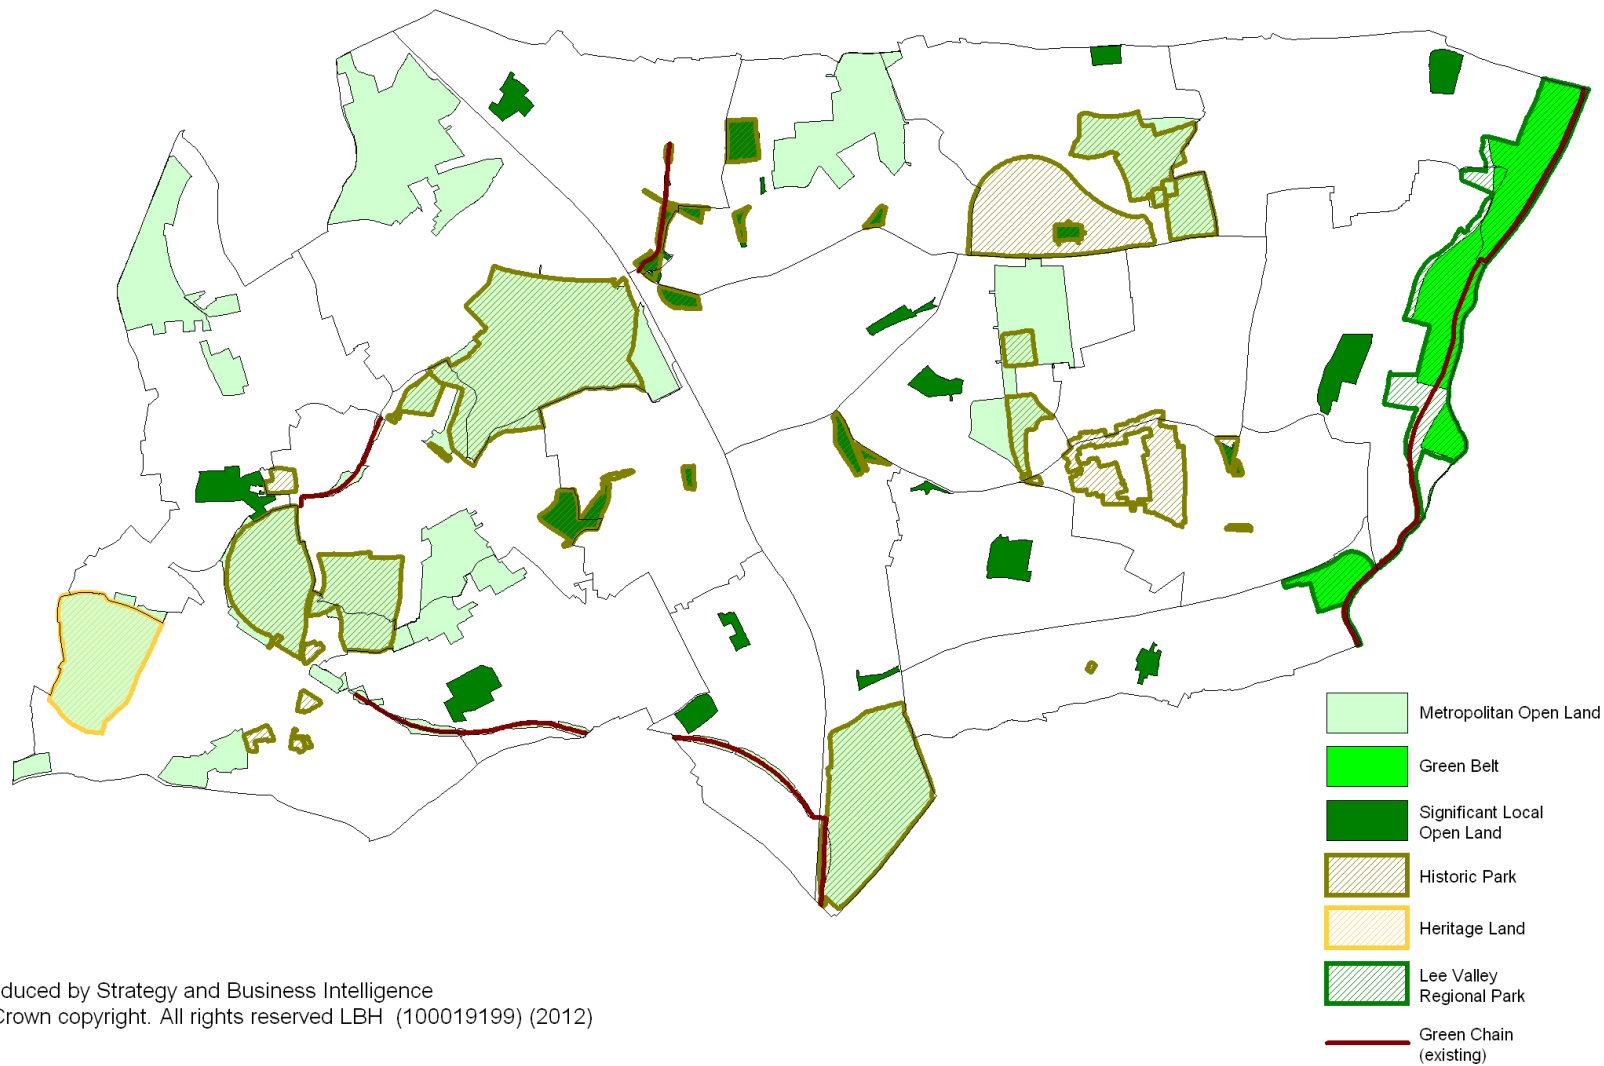 Metropolitan Open Land
Green Belt
Significant Local
Open Land
Historic Park
Heritage Land
Lee Valley
Regional Park
Green Chain
(existing)
duced by Strategy and Business Intelligence
Crown copyright. All rights reserved LBH (100019199) (2012)